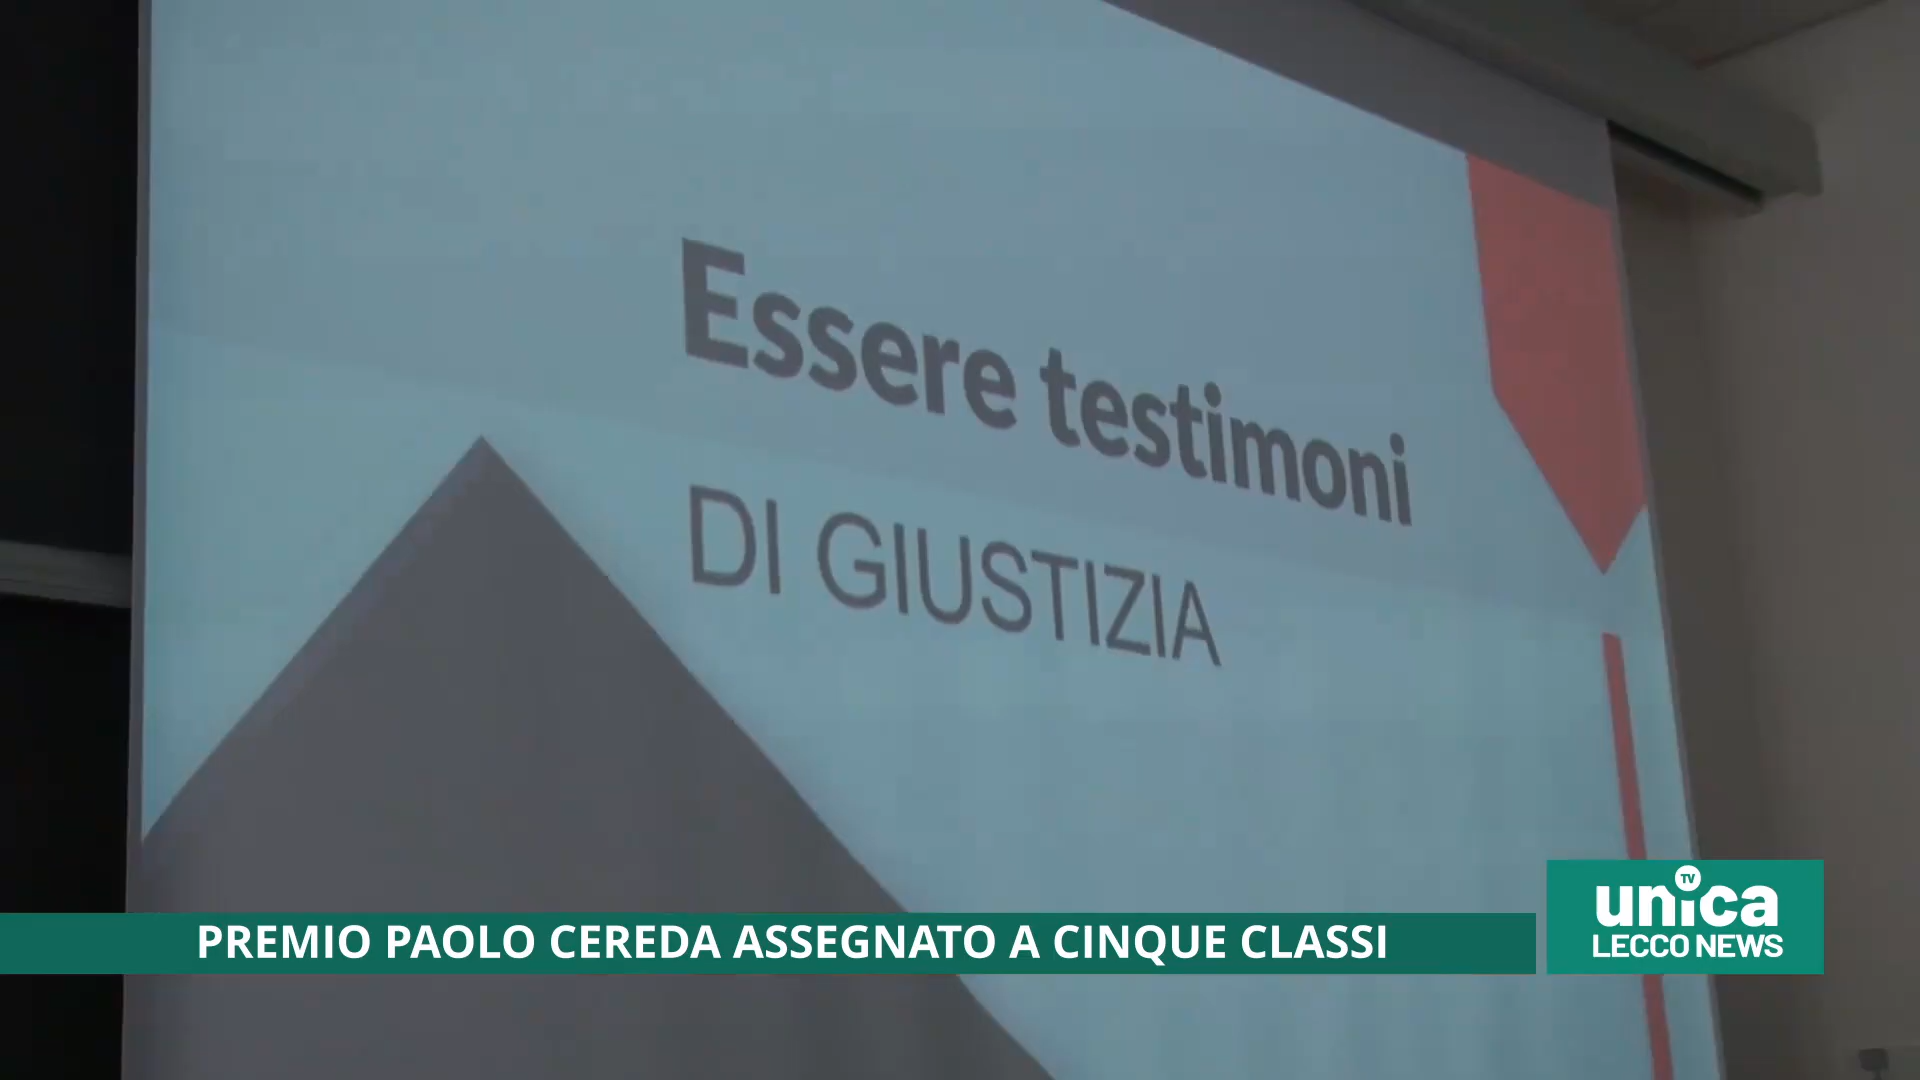 Essere testimoni
DI GIUSTIZIA
PREMIO PAOLO CEREDA ASSEGNATO A CINQUE CLASSI
TV
unica
LECCO NEWS